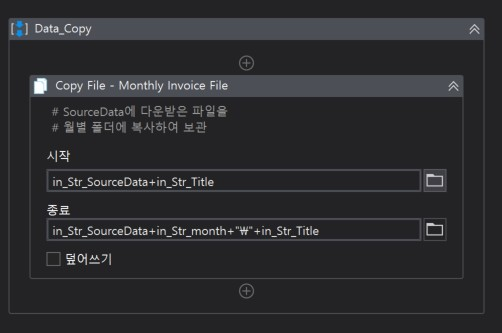 Data_Copy
Copy File - Monthly Invoice File
# SourceData에 다운받은 파일을
# 월별 폴더에 복사하여 보관
시작
in_Str_SourceData+in_Str_Title
종료
in_Str_SourceData+in_Str_month+"₩"+in_Str_Title
덮어쓰기